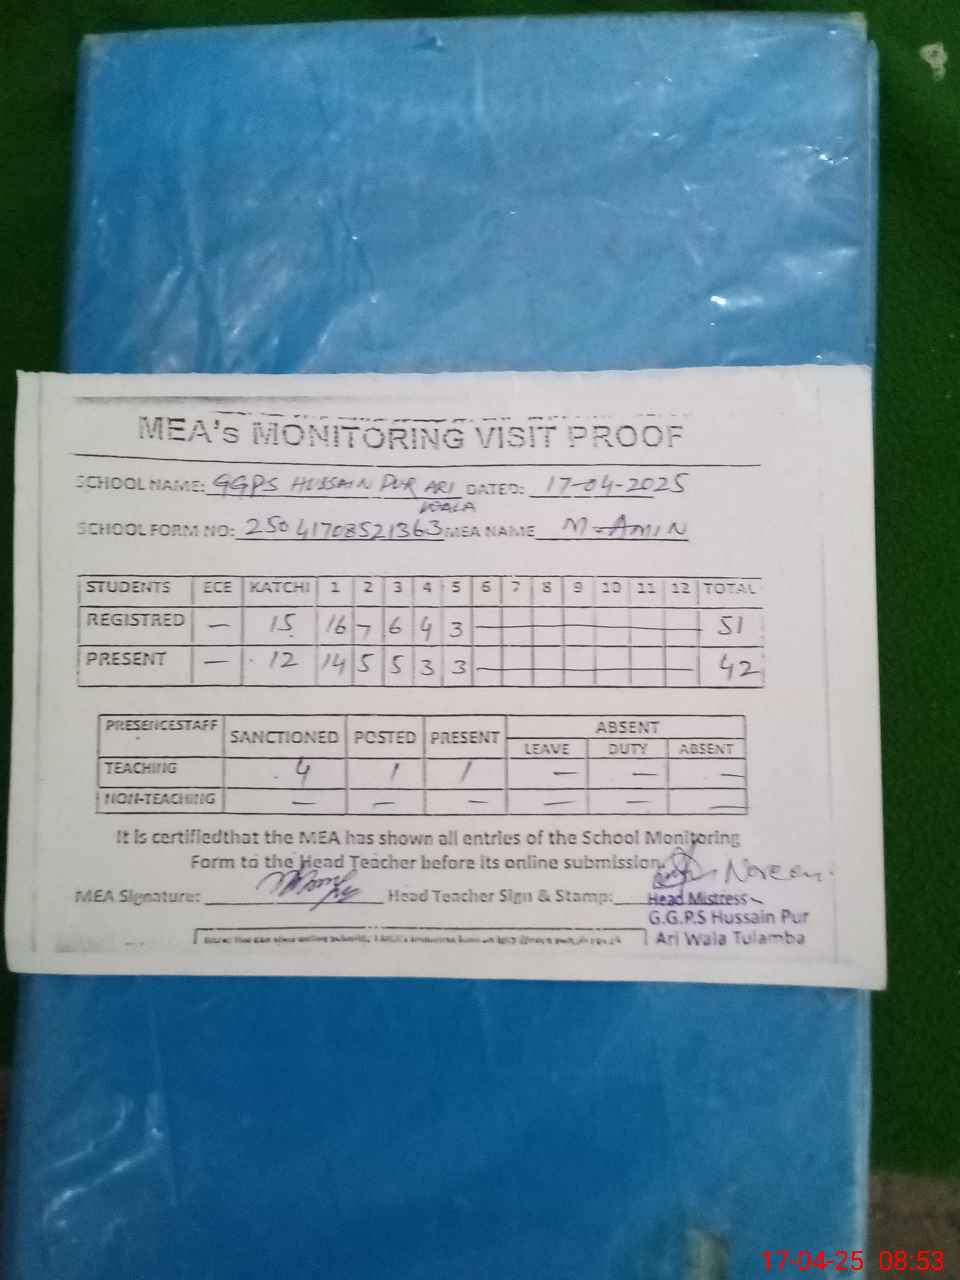 MEA's MONITORING VISIT PROOF
SCHOOL NAME: GGPS HUSSAIN PUR ARI WALA DATED: 17-04-2025
SCHOOL FORM NO: 25041708521363 MEA NAME M-AMIN
STUDENTS ECE KATCHI 1 2 3 4 5 6 7 8 9 10 11 12 TOTAL
REGISTRED — 15 16 7 6 4 3 — 51
PRESENT — 12 14 5 5 3 3 — 42
PRESENCESTAFF SANCTIONED POSTED PRESENT ABSENT
LEAVE DUTY ABSENT
TEACHING 4 1 1 — — —
NON-TEACHING — — — — — —
It is certifiedthat the MEA has shown all entries of the School Monitoring
Form to the Head Teacher before its online submission.
Noreen
MEA Signature: Head Teacher Sign & Stamp:
Head Mistress
G.G.P.S Hussain Pur
Ari Wala Tulamba
17-04-25 08:53